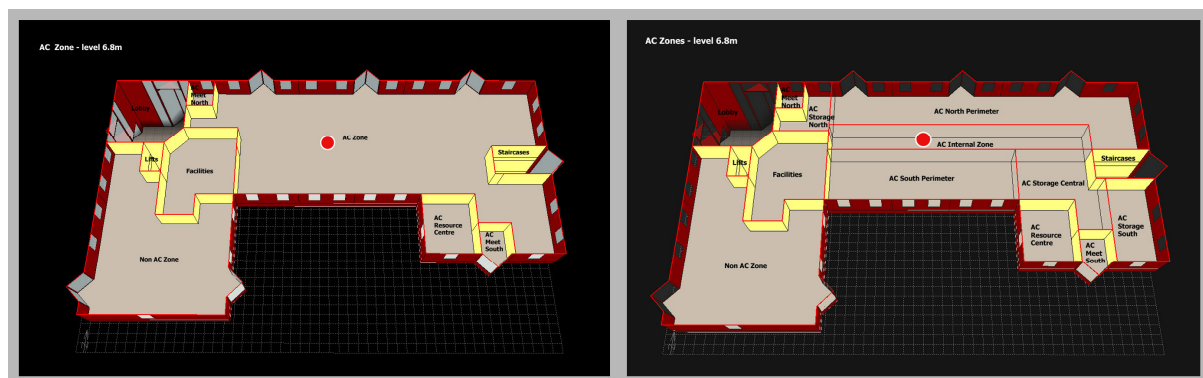 AC Zone - level 6.8m
Lobby
AC
Meet
North
AC Zone
Lifts
Facilities
Staircases
AC
Resource
Centre
AC
Meet
South
Non AC Zone
AC Zones - level 6.8m
Lobby
AC
Meet
North
AC
Storage
North
AC North Perimeter
AC Internal Zone
Lifts
Facilities
AC South Perimeter
AC Storage Central
Staircases
AC
Resource
Centre
AC
Meet
South
AC
Storage
South
Non AC Zone